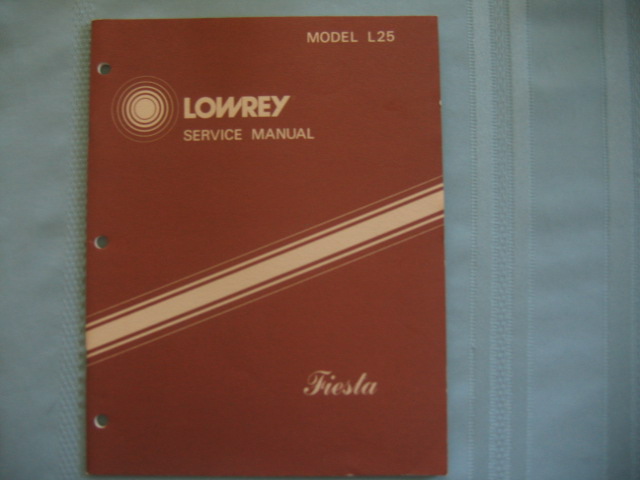 MODEL L25
LOWREY
SERVICE MANUAL
Fiesta